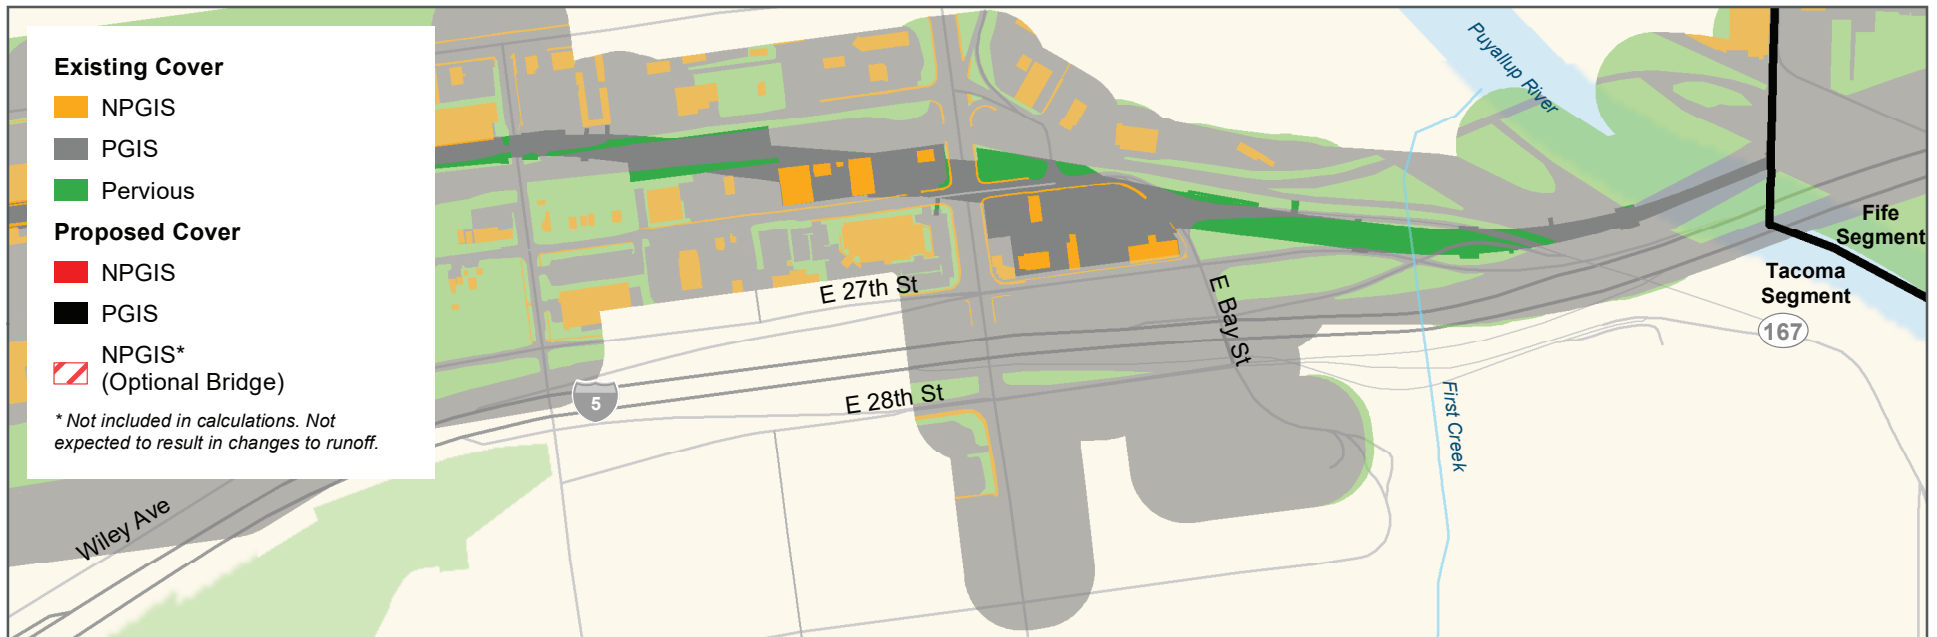 Existing Cover
NPGIS
PGIS
Pervious
Proposed Cover
NPGIS
PGIS
NPGIS*
(Optional Bridge)
* Not included in calculations. Not
expected to result in changes to runoff.
Wiley Ave
5
E 27th St
E 28th St
E Bay St
First Creek
Puyallup River
Fife
Segment
Tacoma
Segment
167